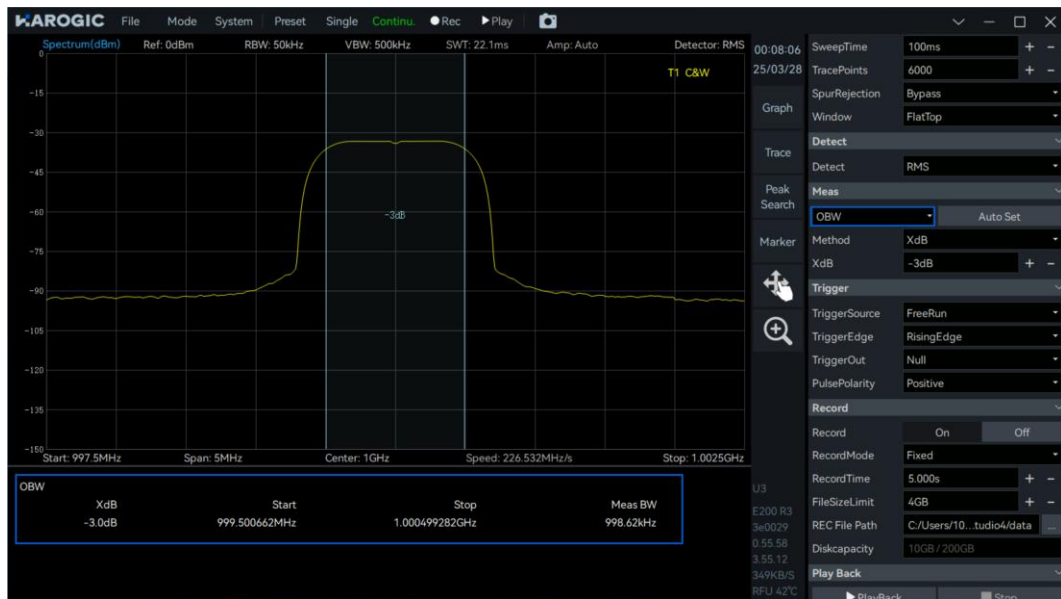 HAROGIC File Mode System Preset Single Continu. Rec Play
Spectrum(dBm) Ref: 0dBm RBW: 50kHz VBW: 500kHz SWT: 22.1ms Amp: Auto Detector: RMS
T1 C&W
0
-15
-30
-45
-60
-75
-90
-105
-120
-135
-150
-3dB
Start: 997.5MHz Span: 5MHz Center: 1GHz Speed: 226.532MHz/s Stop: 1.0025GHz
OBW
XdB Start Stop Meas BW
-3.0dB 999.500662MHz 1.000499282GHz 998.62kHz
00:08:06
25/03/28
Graph
Trace
Peak
Search
Marker
U3
E200 R3
3e0029
0.55.58
3.55.12
349KB/S
RFU 42°C
SweepTime 100ms + -
TracePoints 6000 + -
SpurRejection Bypass
Window FlatTop
Detect
Detect RMS
Meas
OBW Auto Set
Method XdB
XdB -3dB + -
Trigger
TriggerSource FreeRun
TriggerEdge RisingEdge
TriggerOut Null
PulsePolarity Positive
Record
Record On Off
RecordMode Fixed
RecordTime 5.000s + -
FileSizeLimit 4GB + -
REC File Path C:/Users/10...tudio4/data ...
Diskcapacity 10GB / 200GB
Play Back
PlayBack Stop